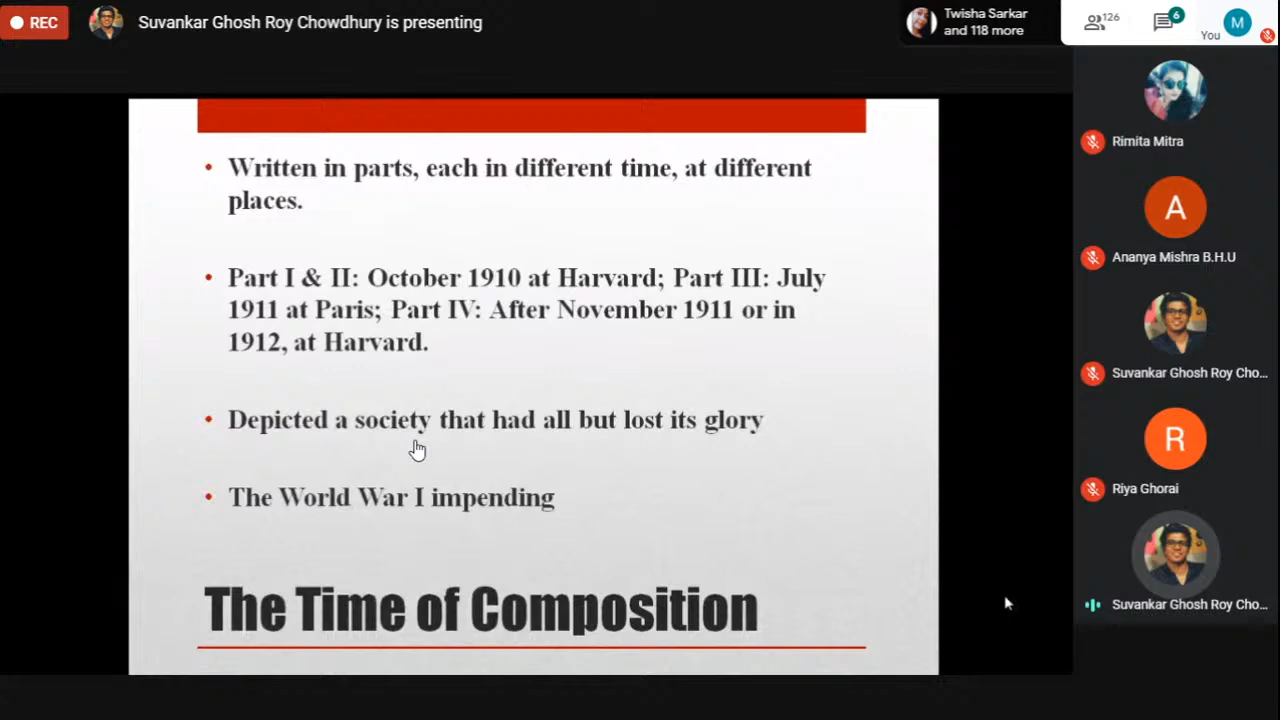 REC
Suvankar Ghosh Roy Chowdhury is presenting
Twisha Sarkar
and 118 more
126
6
You
M
Rimita Mitra
A
Ananya Mishra B.H.U
Suvankar Ghosh Roy Cho...
R
Riya Ghorai
Suvankar Ghosh Roy Cho...
• Written in parts, each in different time, at different
places.
• Part I & II: October 1910 at Harvard; Part III: July
1911 at Paris; Part IV: After November 1911 or in
1912, at Harvard.
• Depicted a society that had all but lost its glory
• The World War I impending
The Time of Composition